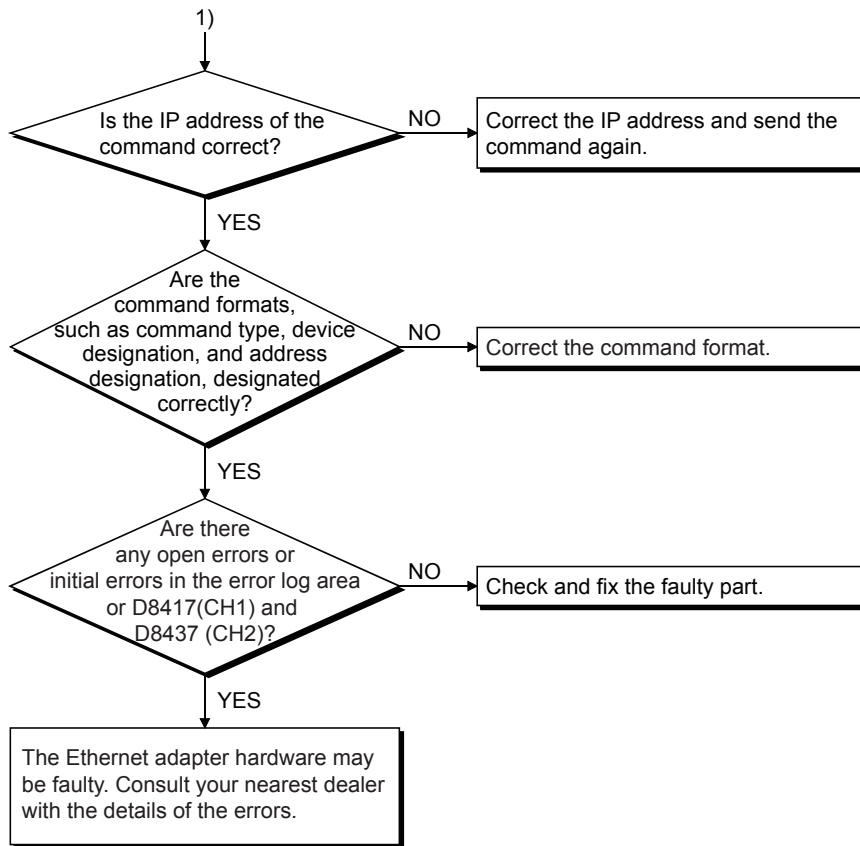 1)
Is the IP address of the
command correct?
NO
Correct the IP address and send the
command again.
YES
Are the
command formats,
such as command type, device
designation, and address
designation, designated
correctly?
NO
Correct the command format.
YES
Are there
any open errors or
initial errors in the error log area
or D8417(CH1) and
D8437 (CH2)?
NO
Check and fix the faulty part.
YES
The Ethernet adapter hardware may
be faulty. Consult your nearest dealer
with the details of the errors.